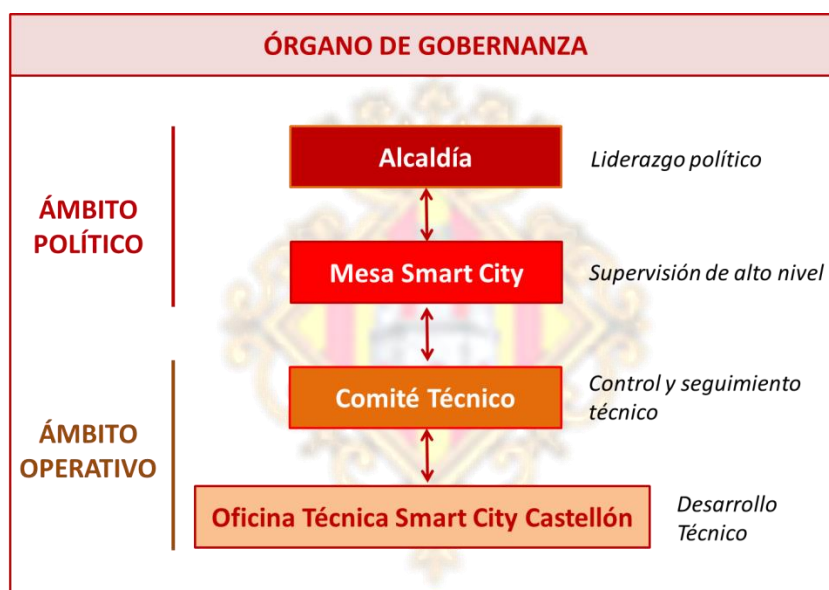 ÓRGANO DE GOBERNANZA
ÁMBITO
POLÍTICO
Alcaldía
Liderazgo político
Mesa Smart City
Supervisión de alto nivel
ÁMBITO
OPERATIVO
Comité Técnico
Control y seguimiento
técnico
Oficina Técnica Smart City Castellón
Desarrollo
Técnico